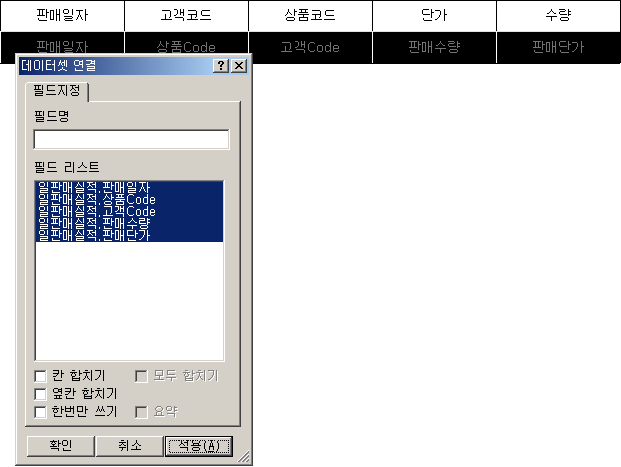 판매일자 고객코드 상품코드 단가 수량
판매일자 상품Code 고객Code 판매수량 판매단가
데이터셋 연결
필드지정
필드명
필드 리스트
일판매실적.판매일자
일판매실적.상품Code
일판매실적.고객Code
일판매실적.판매수량
일판매실적.판매단가
칸 합치기 모두 합치기
옆칸 합치기
한번만 쓰기 요약
확인 취소 적용(A)